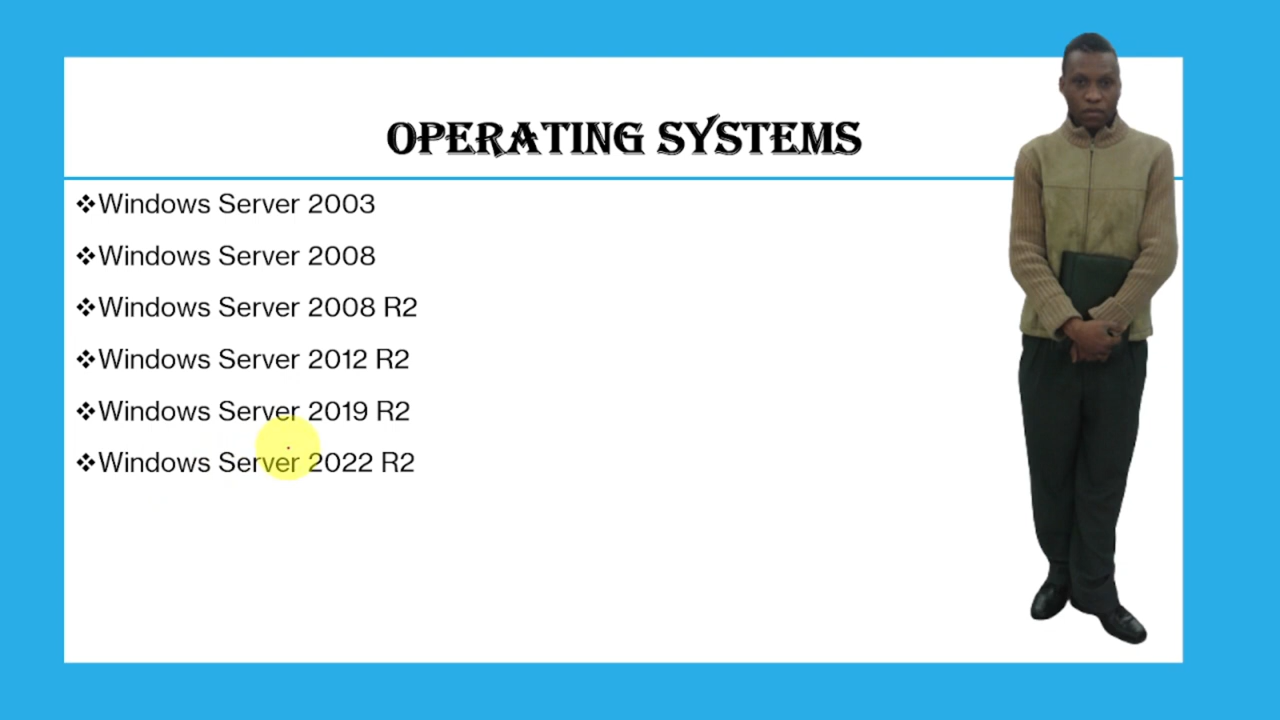 OPERATING SYSTEMS
❖Windows Server 2003
❖Windows Server 2008
❖Windows Server 2008 R2
❖Windows Server 2012 R2
❖Windows Server 2019 R2
❖Windows Server 2022 R2